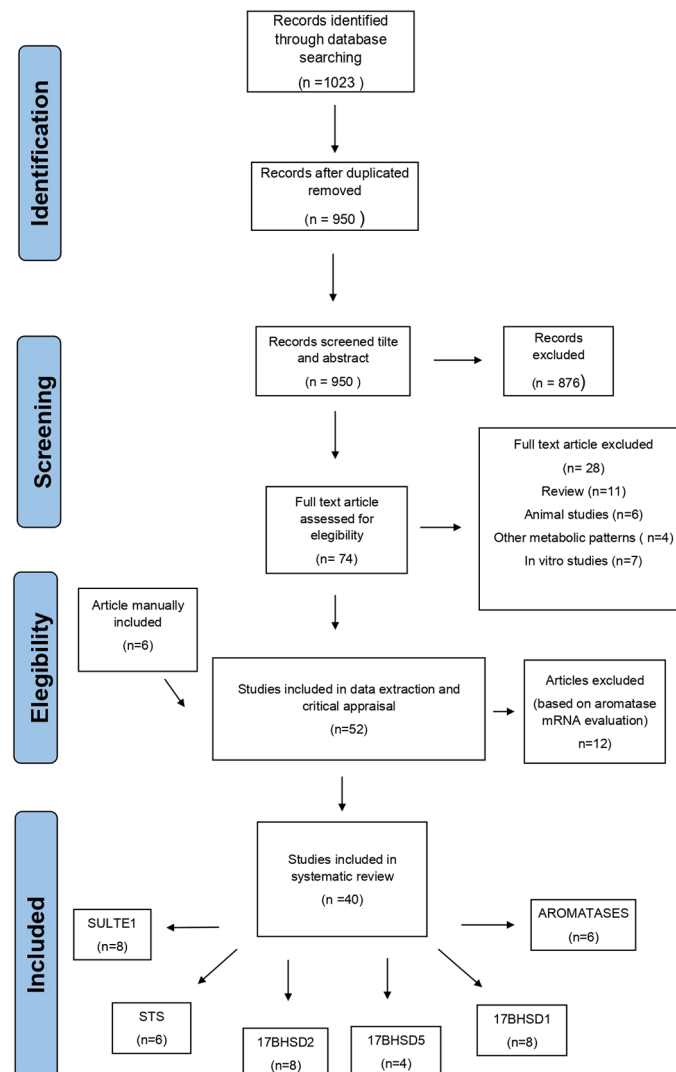 Identification
Records identified
through database
searching
(n =1023 )
Records after duplicated
removed
(n = 950 )
Screening
Records screened tilte
and abstract
(n = 950 )
Records
excluded
(n = 876)
Full text article
assessed for
elegibility
(n= 74)
Full text article excluded
(n= 28)
Review (n=11)
Animal studies (n=6)
Other metabolic patterns ( n=4)
In vitro studies (n=7)
Elegibility
Article manually
included
(n=6)
Studies included in data extraction and
critical appraisal
(n=52)
Articles excluded
(based on aromatase
mRNA evaluation)
n=12)
Included
Studies included in
systematic review
(n =40)
SULTE1
(n=8)
AROMATASES
(n=6)
STS
(n=6)
17BHSD2
(n=8)
17BHSD5
(n=4)
17BHSD1
(n=8)